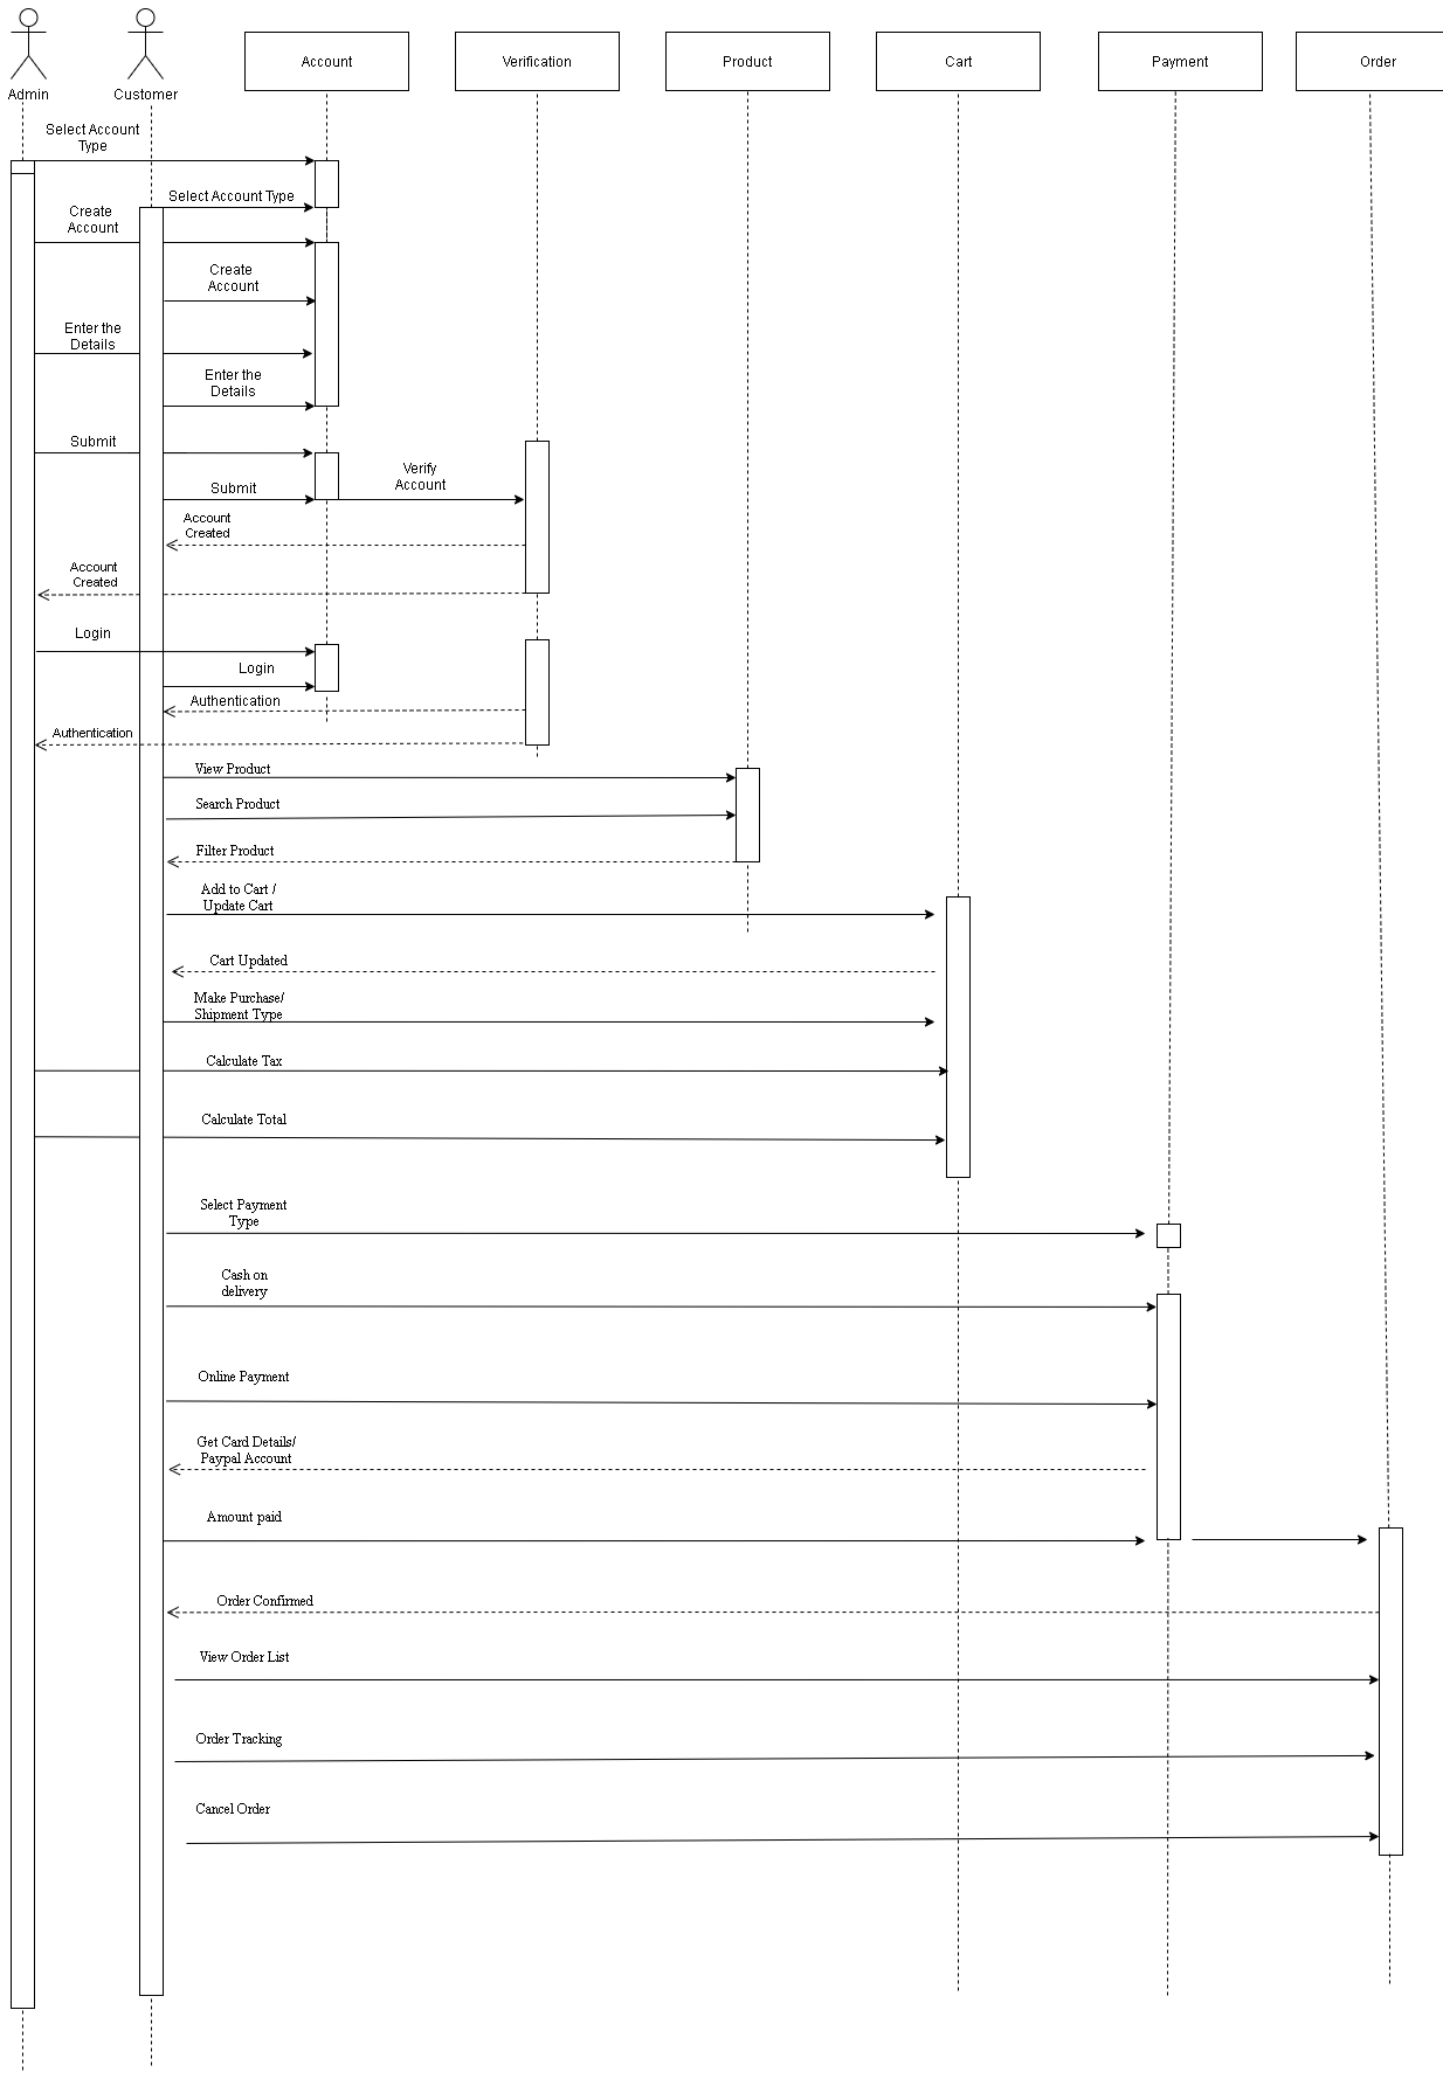 Admin
Customer
Account
Verification
Product
Cart
Payment
Order
Select Account
Type
Select Account Type
Create
Account
Create
Account
Enter the
Details
Enter the
Details
Submit
Verify
Account
Submit
Account
Created
Account
Created
Login
Login
Authentication
Authentication
View Product
Search Product
Filter Product
Add to Cart /
Update Cart
Cart Updated
Make Purchase/
Shipment Type
Calculate Tax
Calculate Total
Select Payment
Type
Cash on
delivery
Online Payment
Get Card Details/
Paypal Account
Amount paid
Order Confirmed
View Order List
Order Tracking
Cancel Order